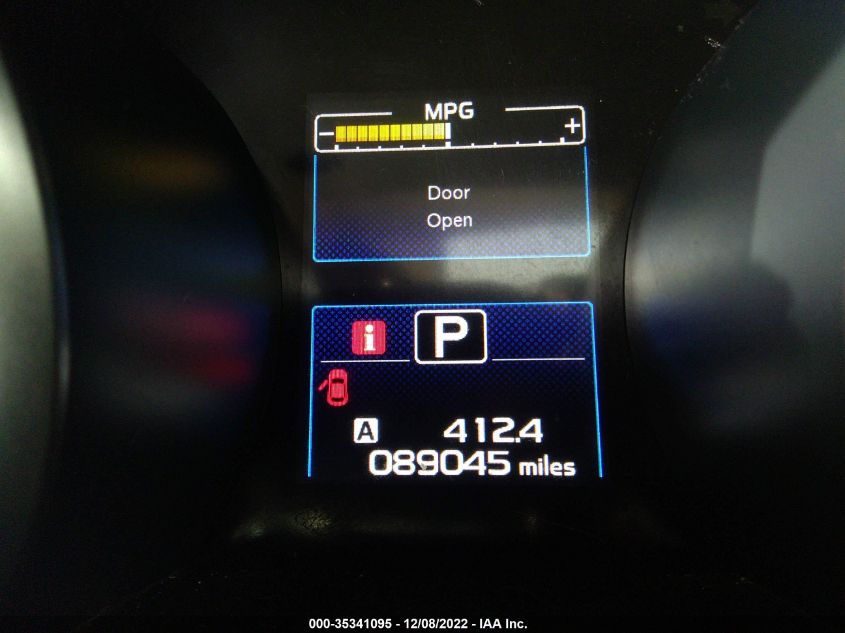 MPG
- +
Door
Open
i P
A 412.4
089045 miles
000-35341095 - 12/08/2022 - IAA Inc.